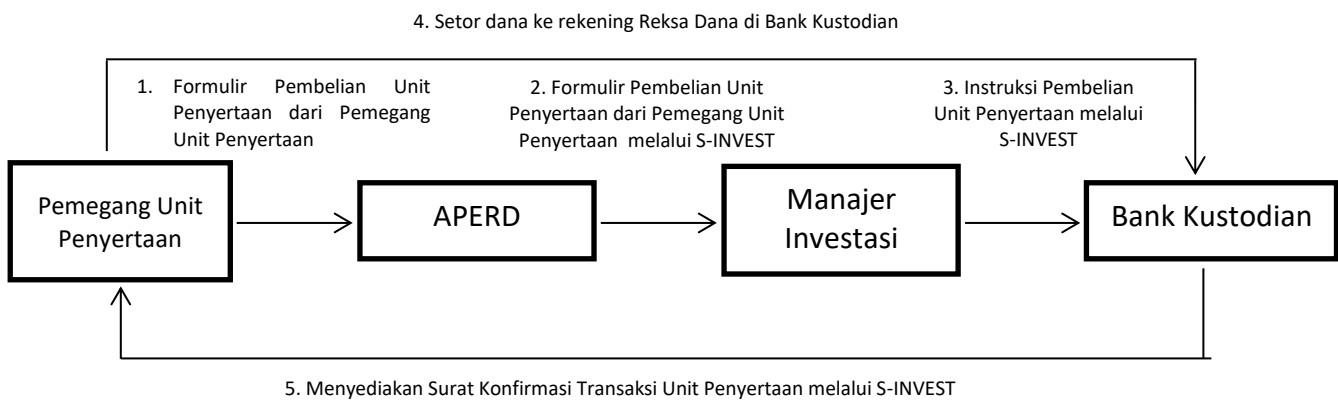 4. Setor dana ke rekening Reksa Dana di Bank Kustodian
1. Formulir Pembelian Unit
Penyertaan dari Pemegang
Unit Penyertaan
2. Formulir Pembelian Unit
Penyertaan dari Pemegang Unit
Penyertaan melalui S-INVEST
3. Instruksi Pembelian
Unit Penyertaan melalui
S-INVEST
Pemegang Unit
Penyertaan
APERD
Manajer
Investasi
Bank Kustodian
5. Menyediakan Surat Konfirmasi Transaksi Unit Penyertaan melalui S-INVEST